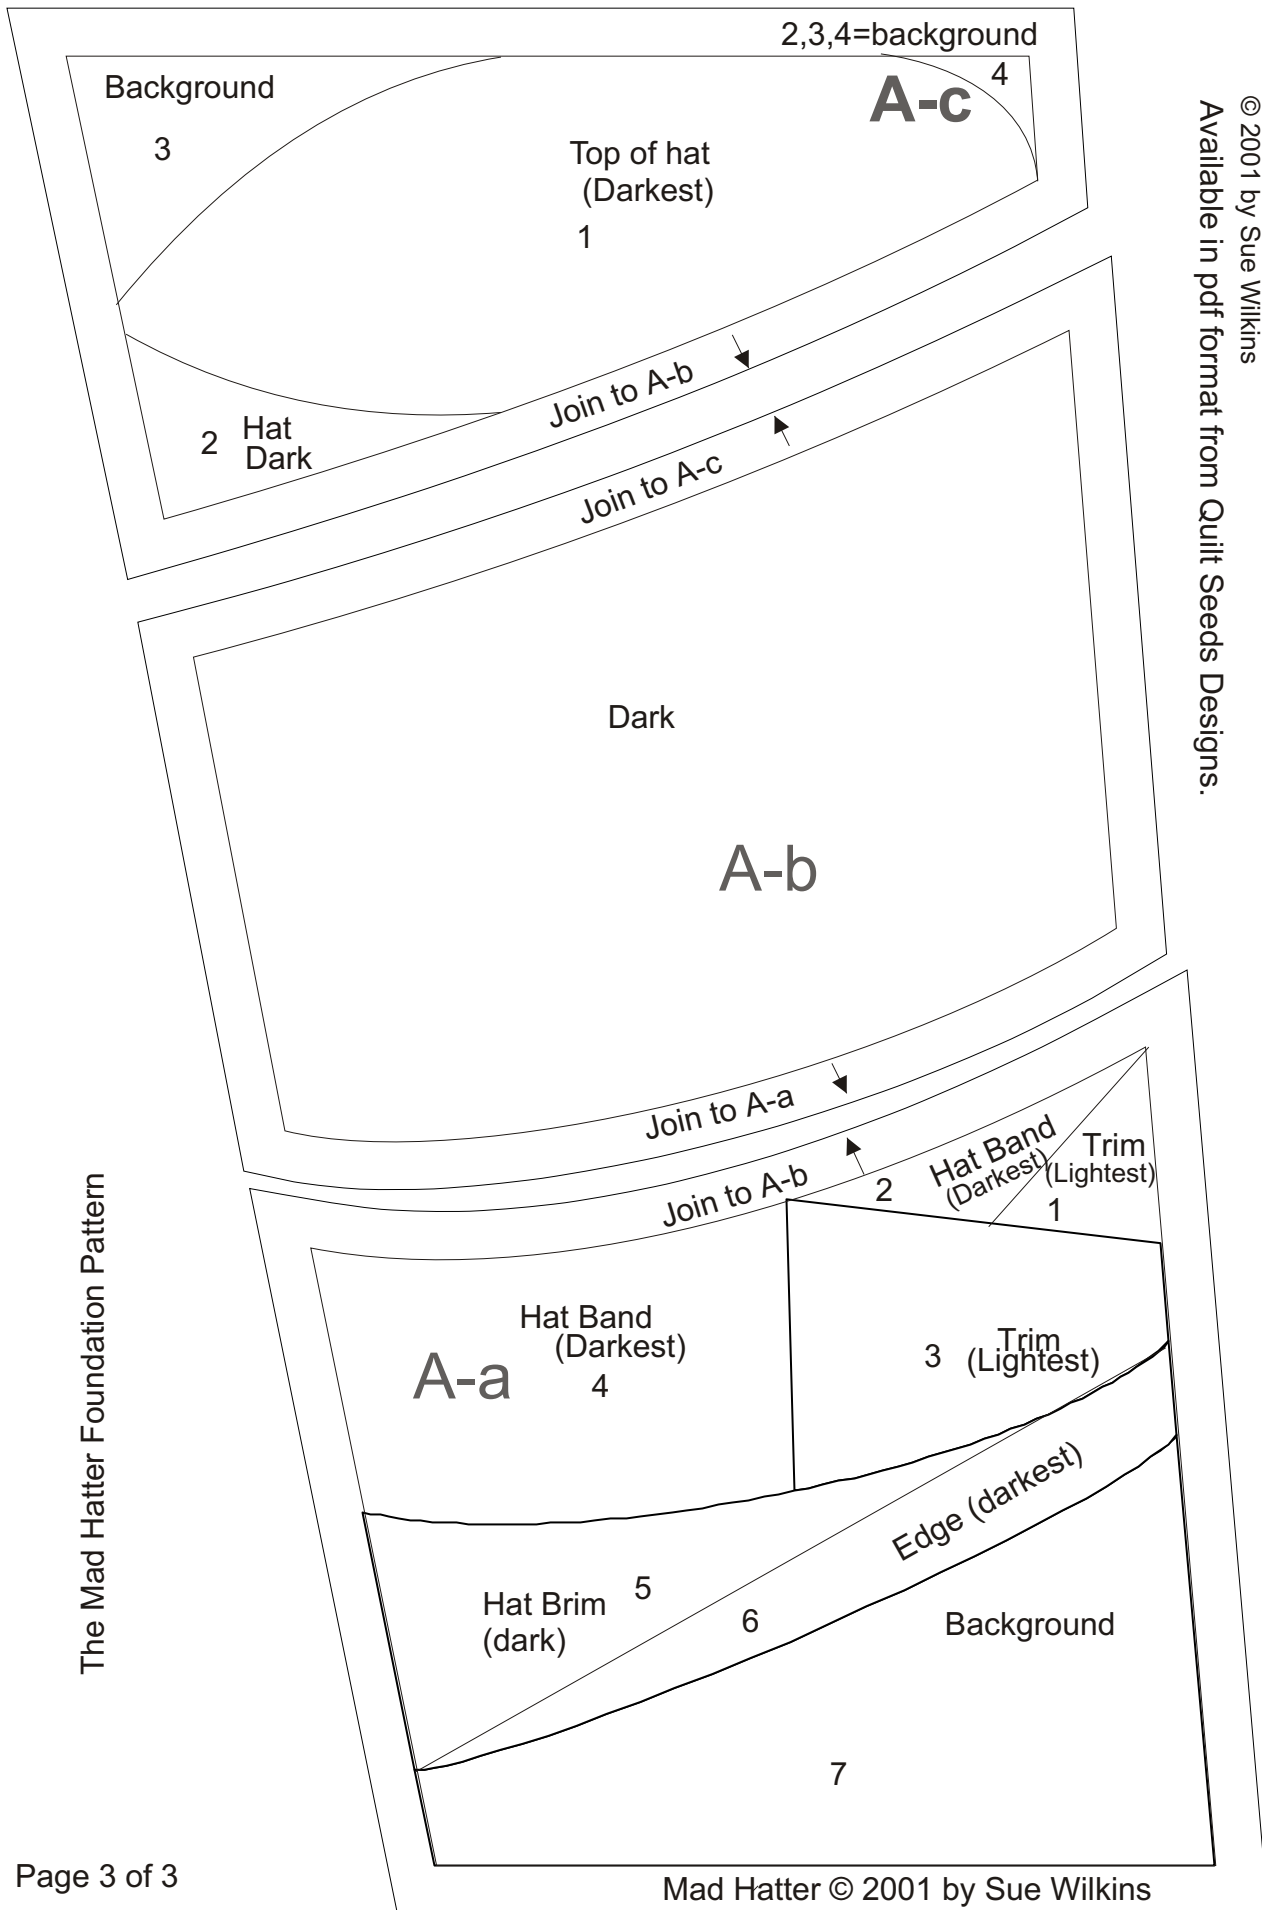 2,3,4=background
Background
4
A-c
3
Top of hat
(Darkest)
1
Join to A-b
2
Hat
Dark
Join to A-c
Dark
A-b
Join to A-a
Join to A-b
Hat Band
(Darkest)
2
Trim
(Lightest)
1
Hat Band
(Darkest)
4
A-a
3
Trim
(Lightest)
Edge (darkest)
5
Hat Brim
(dark)
6
Background
7
© 2001 by Sue Wilkins
Available in pdf format from Quilt Seeds Designs.
The Mad Hatter Foundation Pattern
Page 3 of 3
Mad Hatter © 2001 by Sue Wilkins